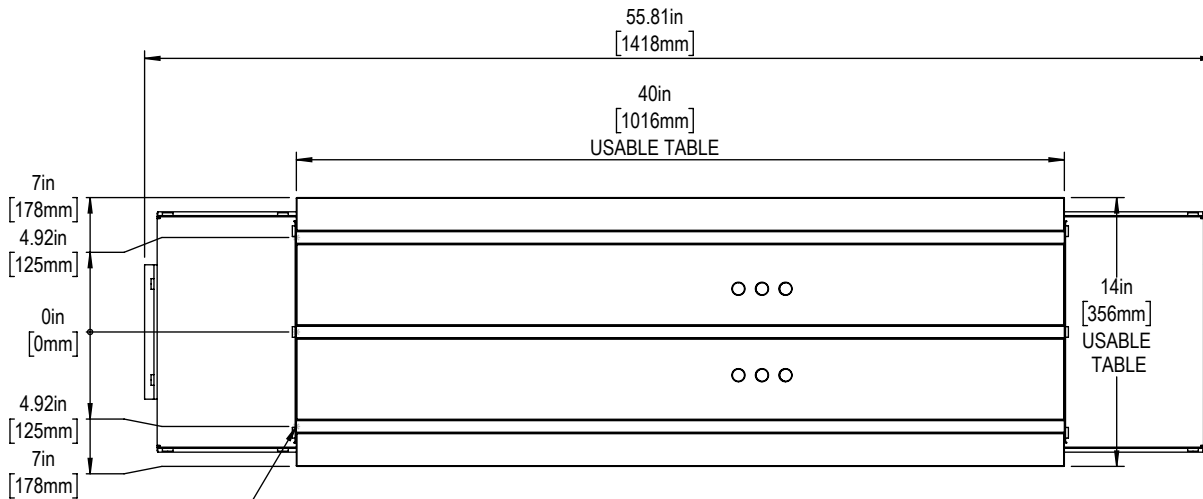 55.81in
[1418mm]
40in
[1016mm]
USABLE TABLE
7in
[178mm]
4.92in
[125mm]
0in
[0mm]
4.92in
[125mm]
7in
[178mm]
14in
[356mm]
USABLE
TABLE